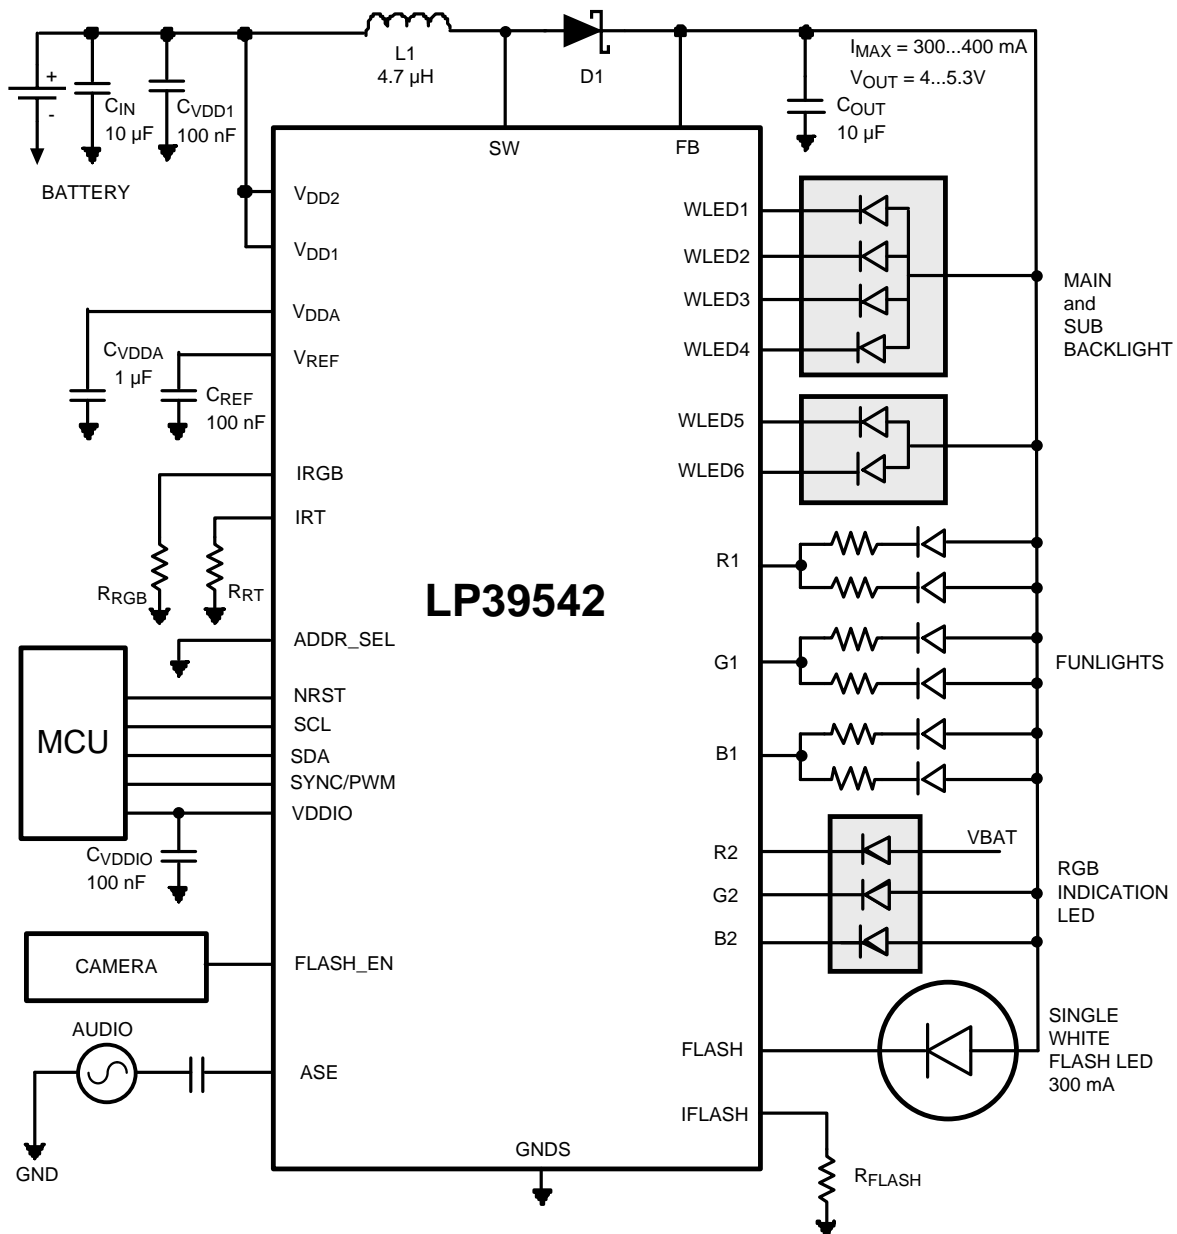 L1
4.7 µH
D1
IMAX = 300...400 mA
VOUT = 4...5.3V
+
-
CIN
10 µF
CVDD1
100 nF
COUT
10 µF
BATTERY
SW
FB
VDD2
VDD1
VDDA
VREF
CVDDA
1 µF
CREF
100 nF
IRGB
IRT
RRGB
RRT
ADDR_SEL
MCU
NRST
SCL
SDA
SYNC/PWM
VDDIO
CVDDIO
100 nF
CAMERA
FLASH_EN
AUDIO
ASE
GND
LP39542
GNDS
WLED1
WLED2
WLED3
WLED4
MAIN
and
SUB
BACKLIGHT
WLED5
WLED6
R1
G1
B1
FUNLIGHTS
R2
G2
B2
VBAT
RGB
INDICATION
LED
FLASH
SINGLE
WHITE
FLASH LED
300 mA
IFLASH
RFLASH